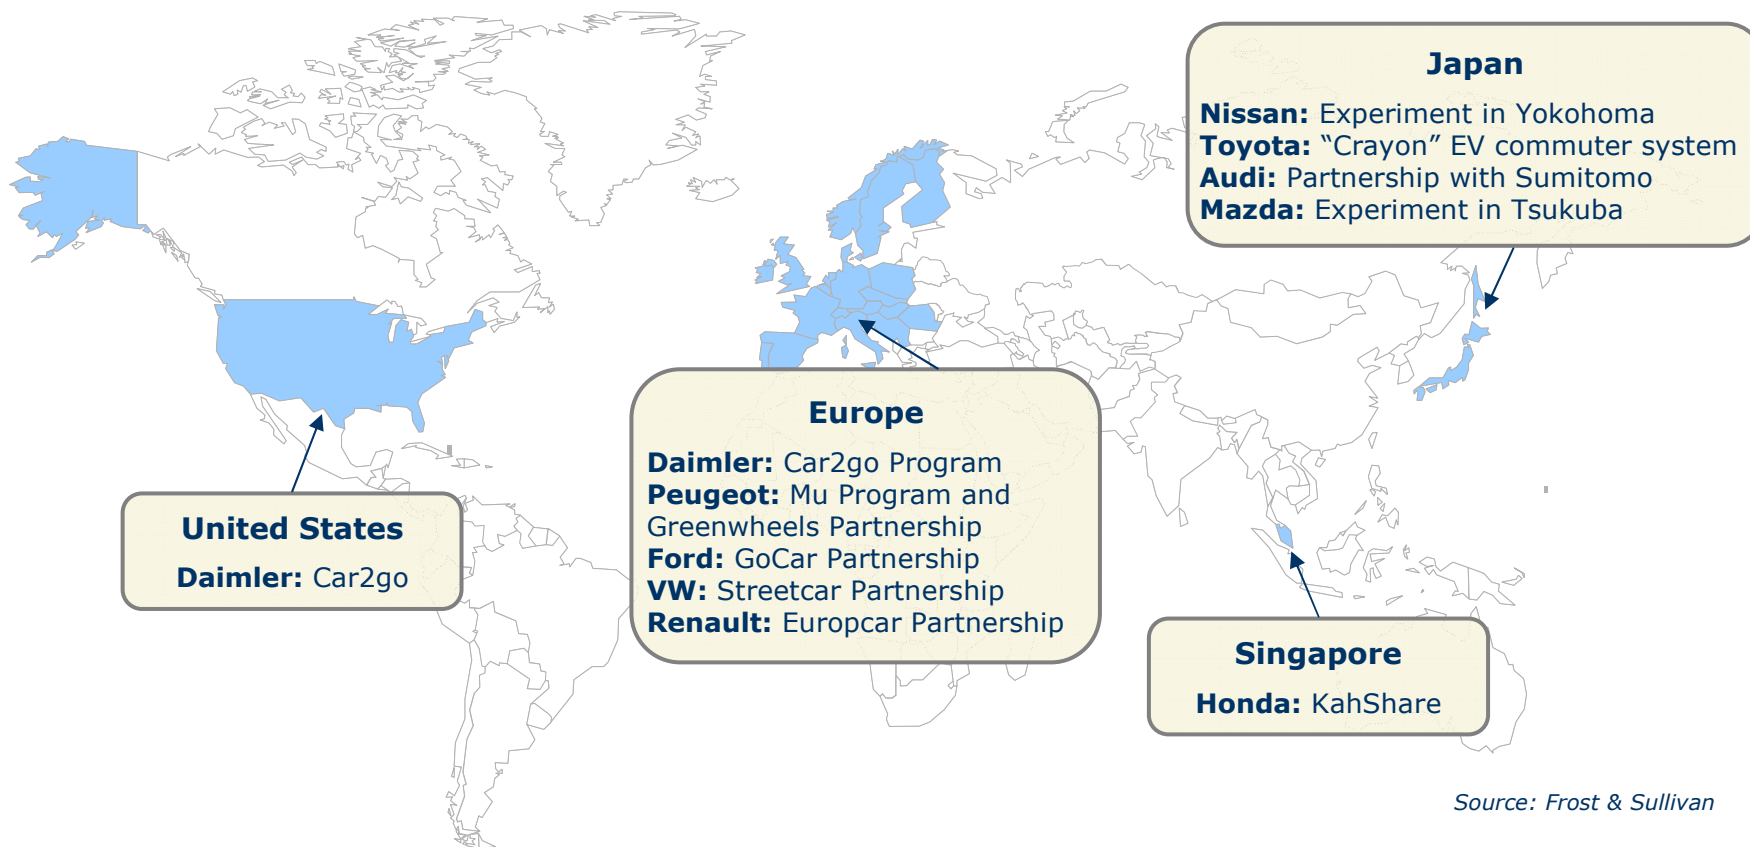 Japan
Nissan: Experiment in Yokohoma
Toyota: “Crayon” EV commuter system
Audi: Partnership with Sumitomo
Mazda: Experiment in Tsukuba
Europe
Daimler: Car2go Program
Peugeot: Mu Program and
Greenwheels Partnership
Ford: GoCar Partnership
VW: Streetcar Partnership
Renault: Europcar Partnership
United States
Daimler: Car2go
Singapore
Honda: KahShare
Source: Frost & Sullivan